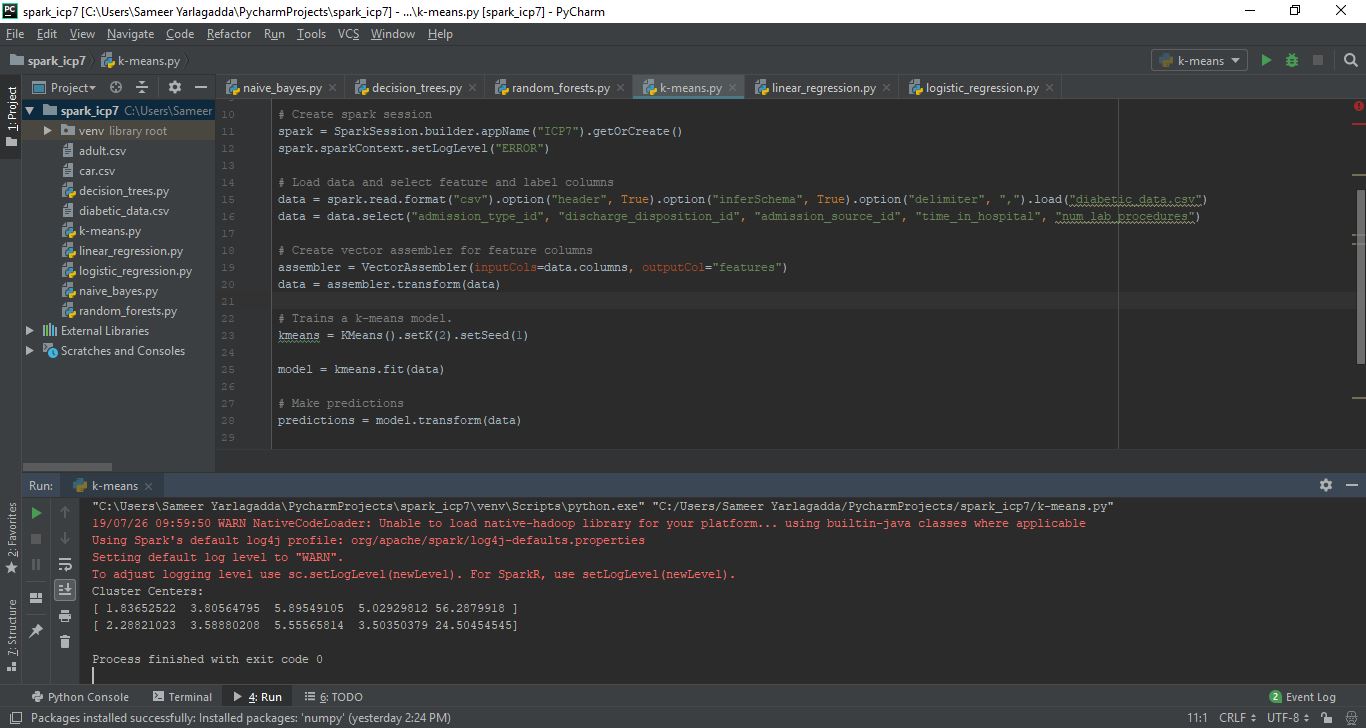 spark_icp7 [C:\Users\Sameer Yarlagadda\PycharmProjects\spark_icp7] - ...\k-means.py [spark_icp7] - PyCharm
File Edit View Navigate Code Refactor Run Tools VCS Window Help
spark_icp7 k-means.py k-means
1: Project
Project
naive_bayes.py decision_trees.py random_forests.py k-means.py linear_regression.py logistic_regression.py
spark_icp7 C:\Users\Sameer
venv library root
adult.csv
car.csv
decision_trees.py
diabetic_data.csv
k-means.py
linear_regression.py
logistic_regression.py
naive_bayes.py
random_forests.py
External Libraries
Scratches and Consoles
10 # Create spark session
11 spark = SparkSession.builder.appName("ICP7").getOrCreate()
12 spark.sparkContext.setLogLevel("ERROR")
13
14 # Load data and select feature and label columns
15 data = spark.read.format("csv").option("header", True).option("inferSchema", True).option("delimiter", ",").load("diabetic_data.csv")
16 data = data.select("admission_type_id", "discharge_disposition_id", "admission_source_id", "time_in_hospital", "num_lab_procedures")
17
18 # Create vector assembler for feature columns
19 assembler = VectorAssembler(inputCols=data.columns, outputCol="features")
20 data = assembler.transform(data)
21
22 # Trains a k-means model.
23 kmeans = KMeans().setK(2).setSeed(1)
24
25 model = kmeans.fit(data)
26
27 # Make predictions
28 predictions = model.transform(data)
29
Run: k-means
2: Favorites
7: Structure
"C:\Users\Sameer Yarlagadda\PycharmProjects\spark_icp7\venv\Scripts\python.exe" "C:/Users/Sameer Yarlagadda/PycharmProjects/spark_icp7/k-means.py"
19/07/26 09:59:50 WARN NativeCodeLoader: Unable to load native-hadoop library for your platform... using builtin-java classes where applicable
Using Spark's default log4j profile: org/apache/spark/log4j-defaults.properties
Setting default log level to "WARN".
To adjust logging level use sc.setLogLevel(newLevel). For SparkR, use setLogLevel(newLevel).
Cluster Centers:
[ 1.83652522  3.80564795  5.89549105  5.02929812 56.2879918 ]
[ 2.28821023  3.58880208  5.55565814  3.50350379 24.50454545]
Process finished with exit code 0
Python Console Terminal 4: Run 6: TODO 2 Event Log
Packages installed successfully: Installed packages: 'numpy' (yesterday 2:24 PM) 11:1 CRLF UTF-8